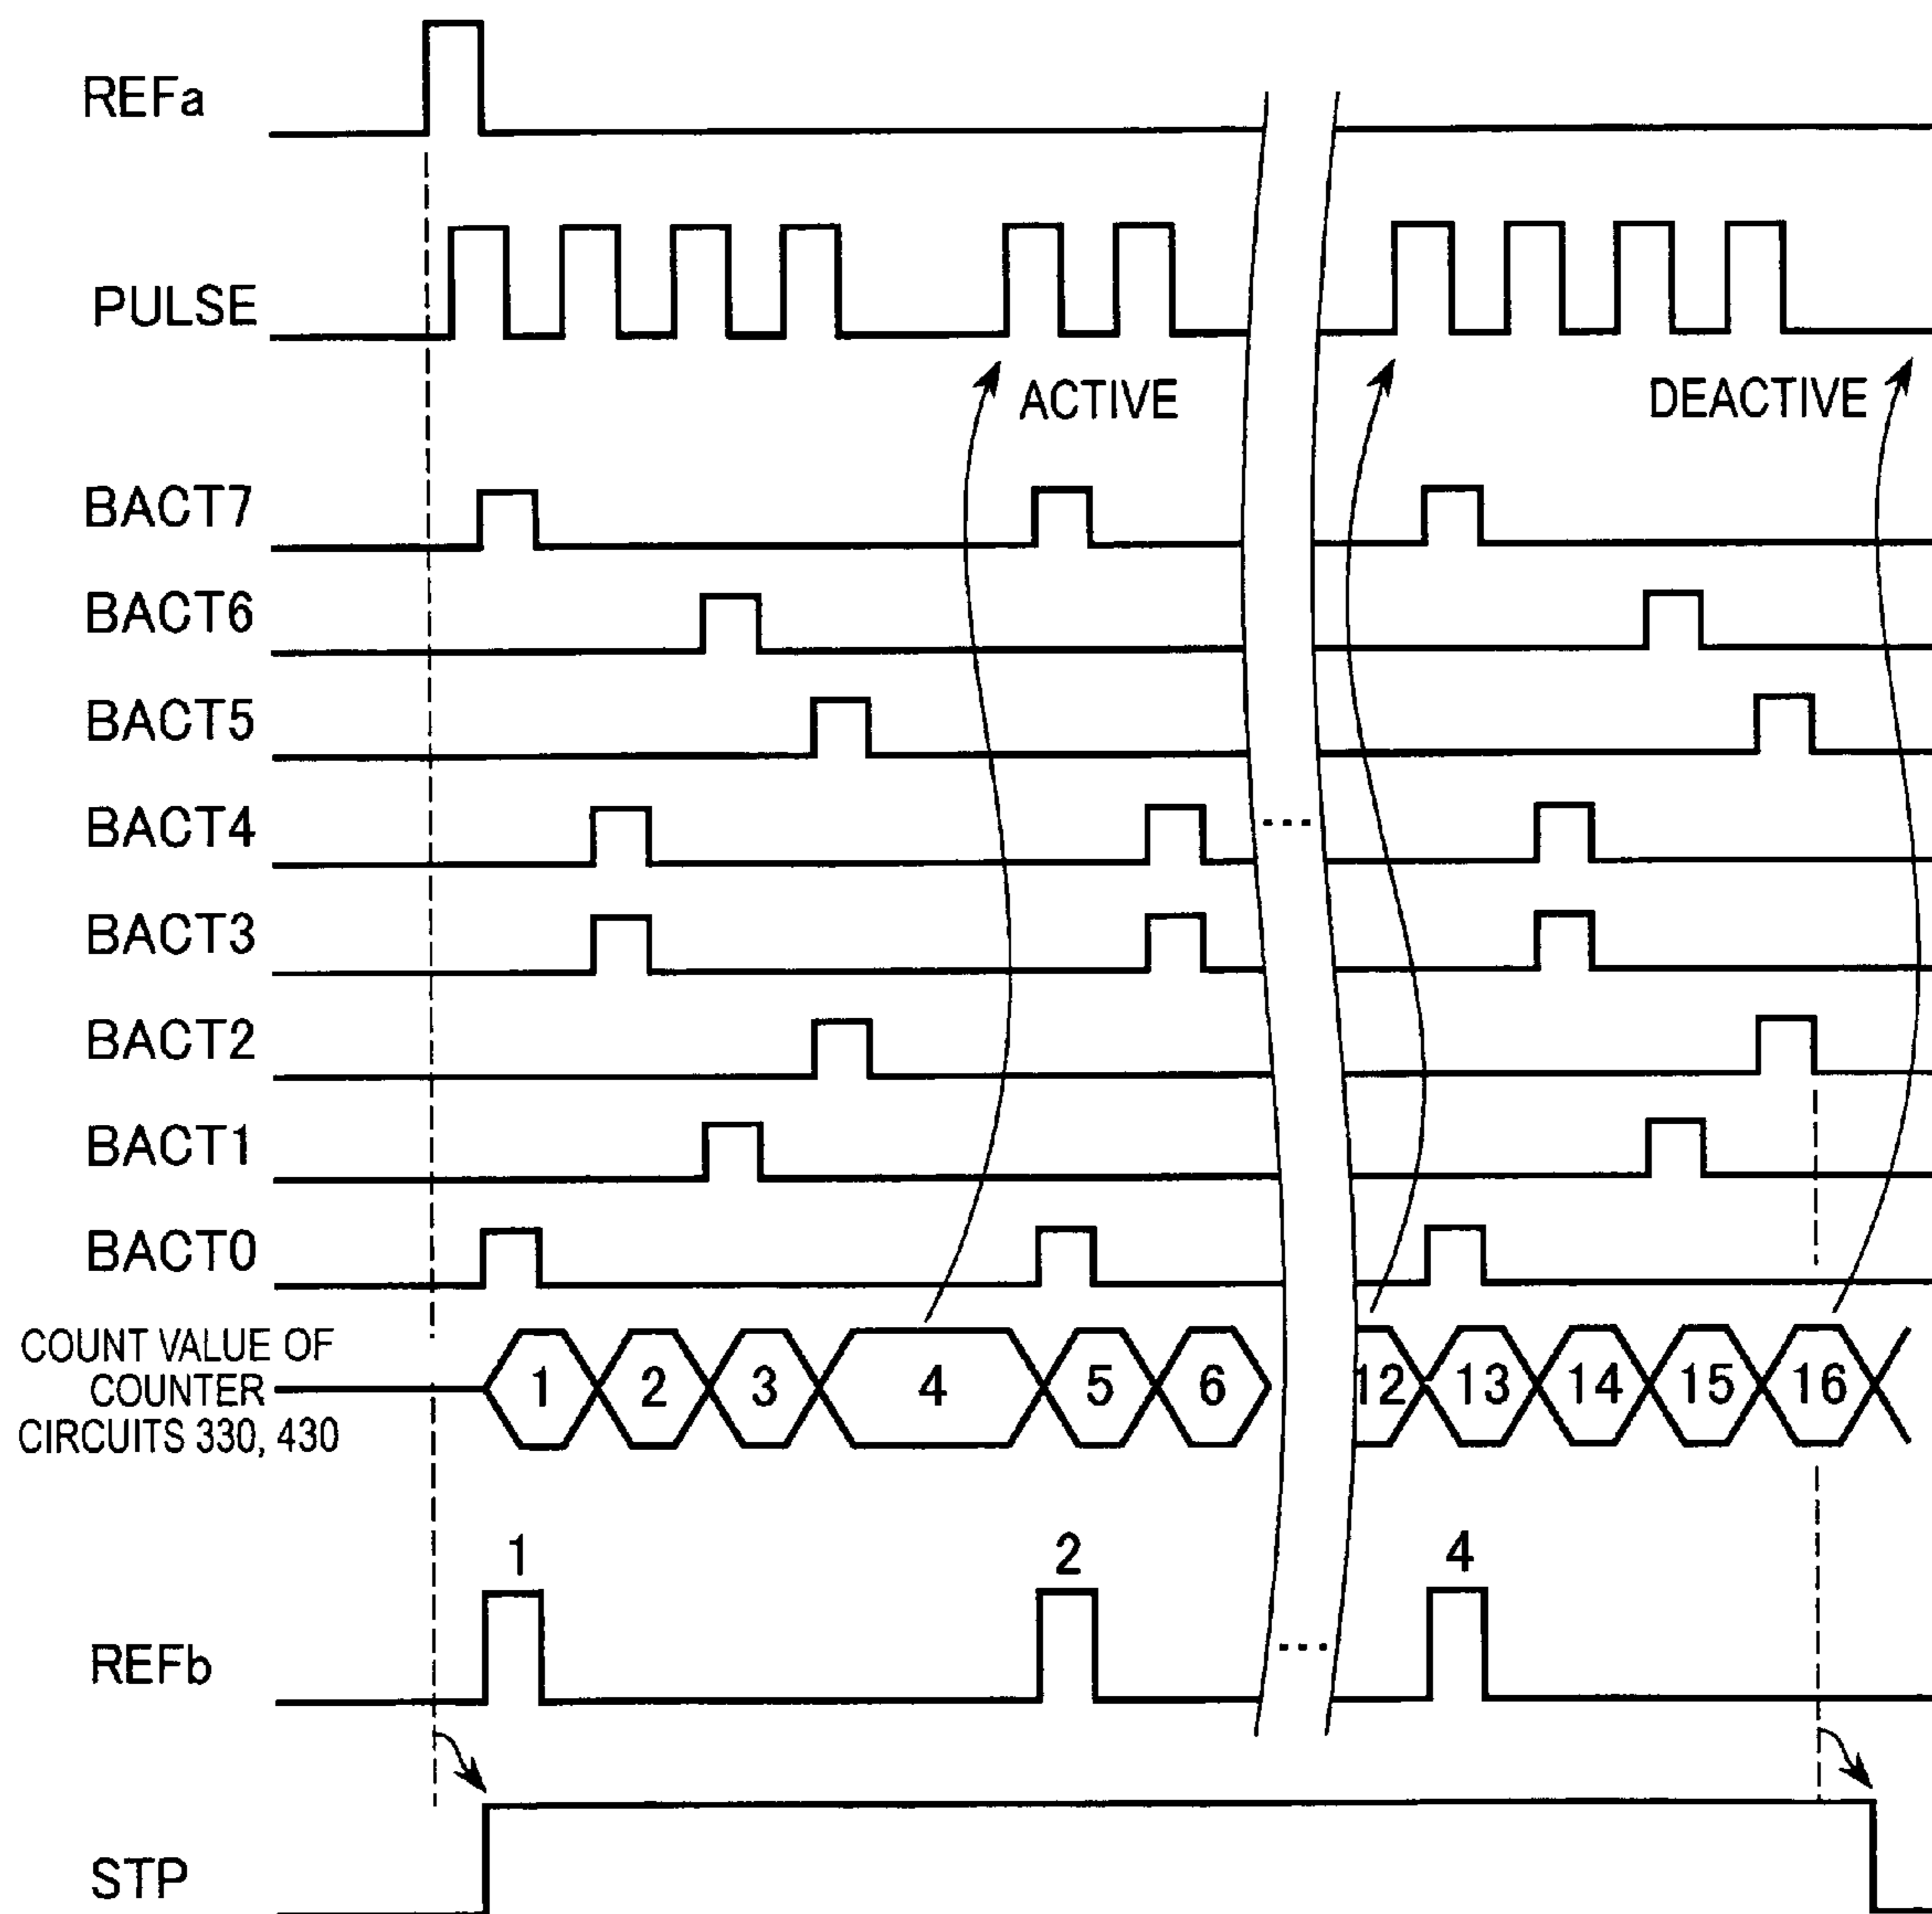 REFa
PULSE
ACTIVE
DEACTIVE
BACT7
BACT6
BACT5
BACT4
...
BACT3
BACT2
BACT1
BACT0
COUNT VALUE OF
COUNTER
CIRCUITS 330, 430
1 2 3 4 5 6 12 13 14 15 16
1 2 4
REFb
...
STP